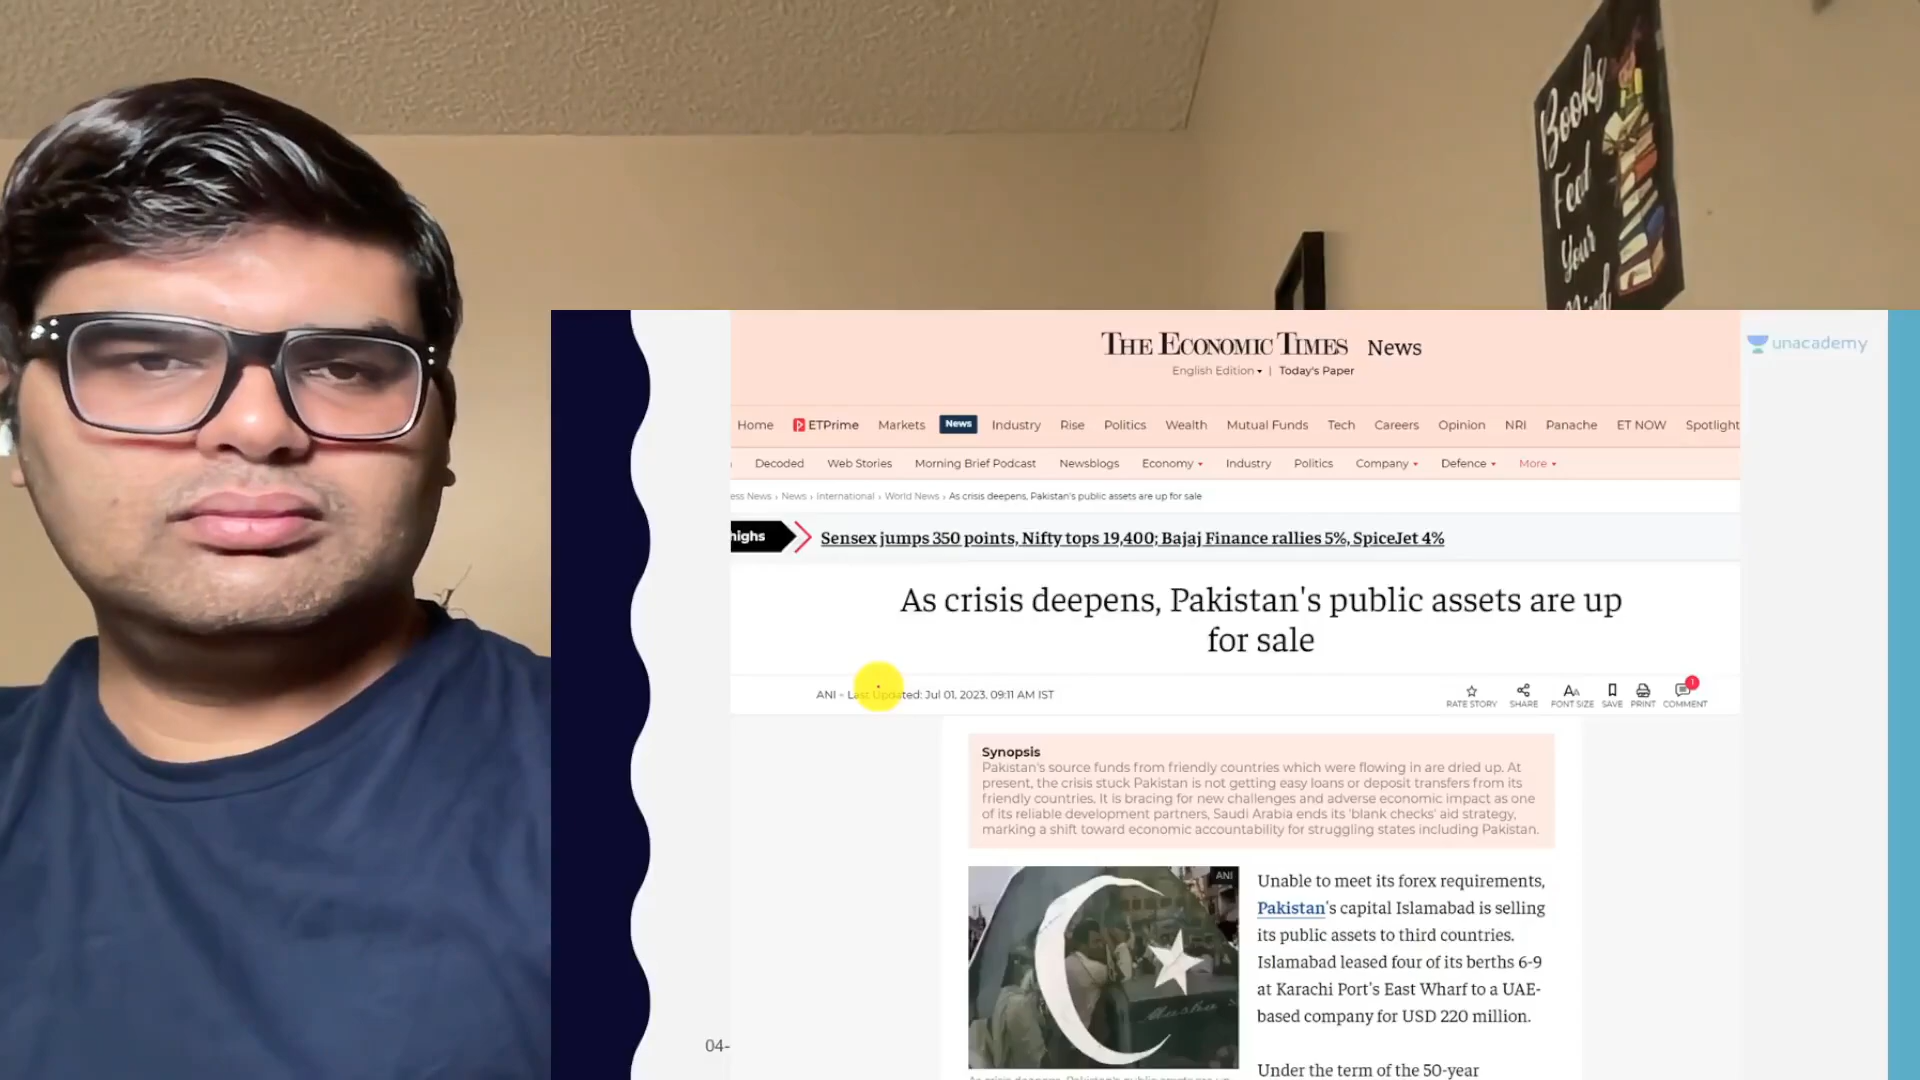 Books
Feed
Your
Mind
THE ECONOMIC TIMES News
English Edition | Today's Paper
unacademy
Home ETPrime Markets News Industry Rise Politics Wealth Mutual Funds Tech Careers Opinion NRI Panache ET NOW Spotlight
Decoded Web Stories Morning Brief Podcast Newsblogs Economy Industry Politics Company Defence More
ess News › News › International › World News › As crisis deepens, Pakistan's public assets are up for sale
highs Sensex jumps 350 points, Nifty tops 19,400; Bajaj Finance rallies 5%, SpiceJet 4%
As crisis deepens, Pakistan's public assets are up
for sale
ANI - Last Updated: Jul 01, 2023, 09:11 AM IST
RATE STORY SHARE FONT SIZE SAVE PRINT COMMENT
1
Synopsis
Pakistan's source funds from friendly countries which were flowing in are dried up. At
present, the crisis stuck Pakistan is not getting easy loans or deposit transfers from its
friendly countries. It is bracing for new challenges and adverse economic impact as one
of its reliable development partners, Saudi Arabia ends its 'blank checks' aid strategy,
marking a shift toward economic accountability for struggling states including Pakistan.
ANI
Unable to meet its forex requirements,
Pakistan's capital Islamabad is selling
its public assets to third countries.
Islamabad leased four of its berths 6-9
at Karachi Port's East Wharf to a UAE-
based company for USD 220 million.
Under the term of the 50-year
04-